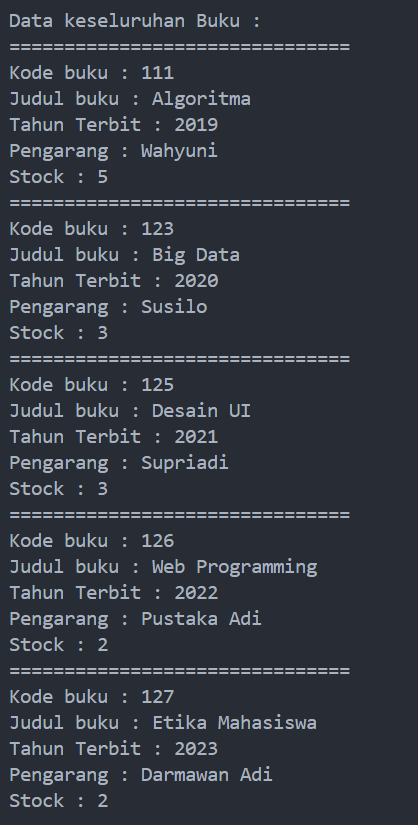 Data keseluruhan Buku :
===============================
Kode buku : 111
Judul buku : Algoritma
Tahun Terbit : 2019
Pengarang : Wahyuni
Stock : 5
===============================
Kode buku : 123
Judul buku : Big Data
Tahun Terbit : 2020
Pengarang : Susilo
Stock : 3
===============================
Kode buku : 125
Judul buku : Desain UI
Tahun Terbit : 2021
Pengarang : Supriadi
Stock : 3
===============================
Kode buku : 126
Judul buku : Web Programming
Tahun Terbit : 2022
Pengarang : Pustaka Adi
Stock : 2
===============================
Kode buku : 127
Judul buku : Etika Mahasiswa
Tahun Terbit : 2023
Pengarang : Darmawan Adi
Stock : 2